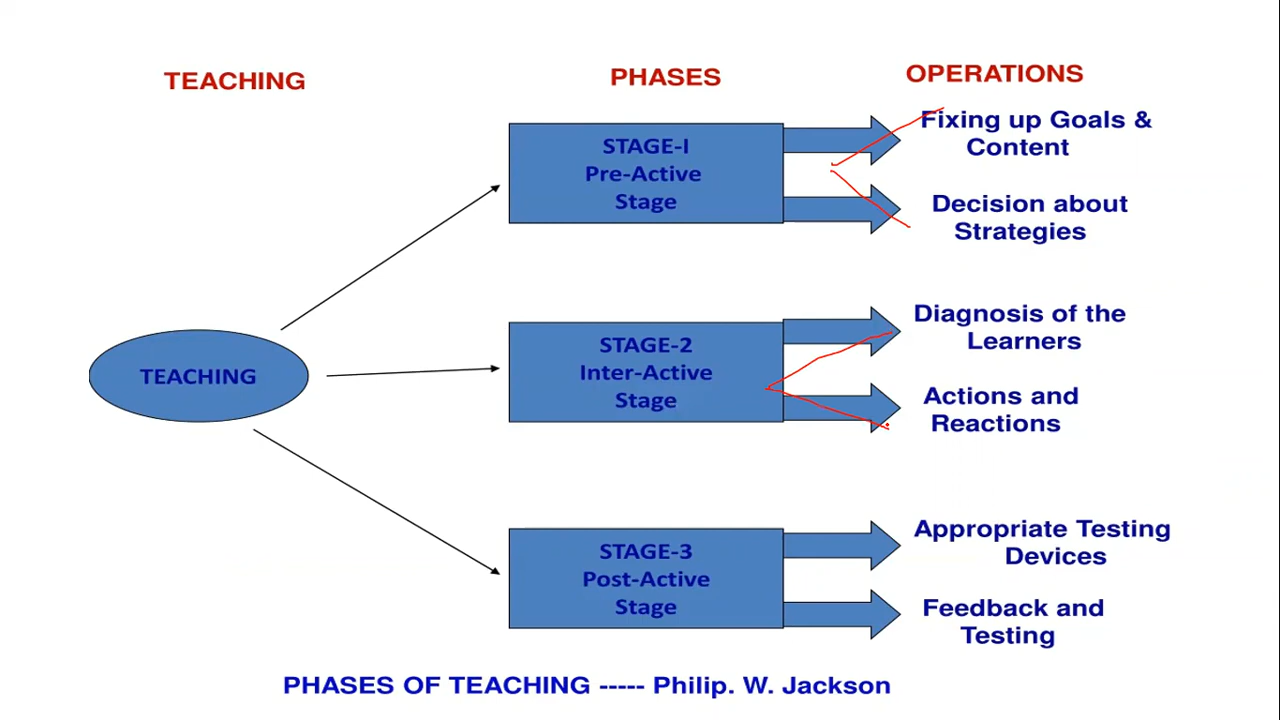 TEACHING
PHASES
OPERATIONS
STAGE-I
Pre-Active
Stage
Fixing up Goals &
Content
Decision about
Strategies
TEACHING
STAGE-2
Inter-Active
Stage
Diagnosis of the
Learners
Actions and
Reactions
STAGE-3
Post-Active
Stage
Appropriate Testing
Devices
Feedback and
Testing
PHASES OF TEACHING ----- Philip. W. Jackson